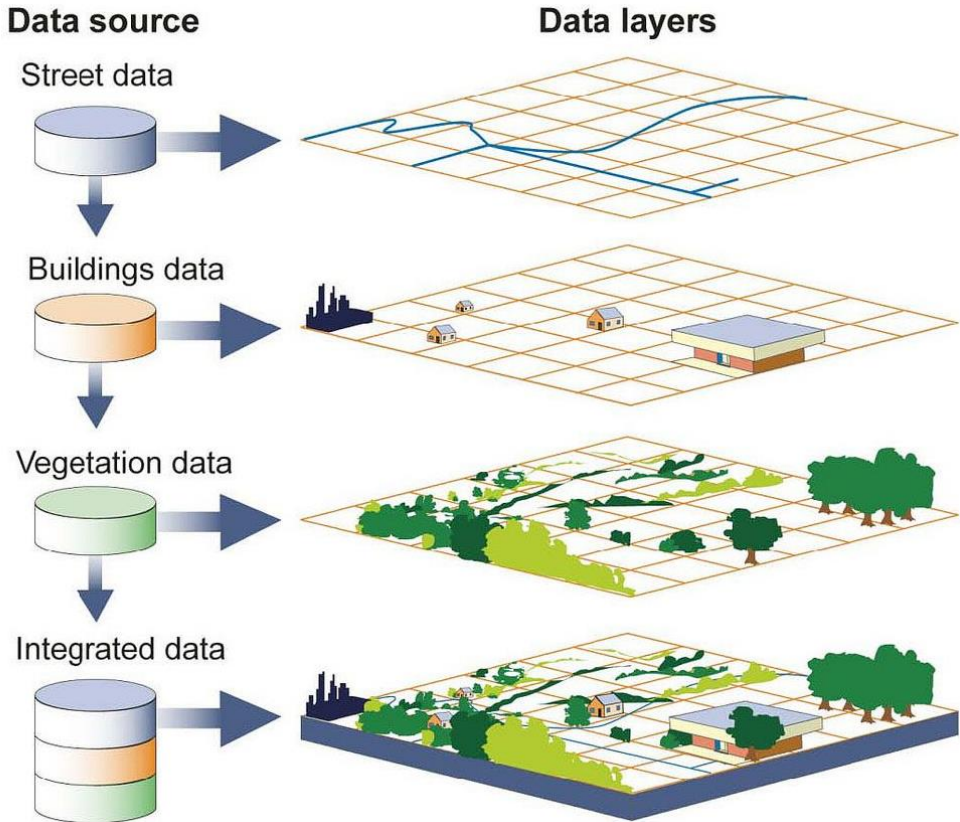 Data source
Data layers
Street data
Buildings data
Vegetation data
Integrated data